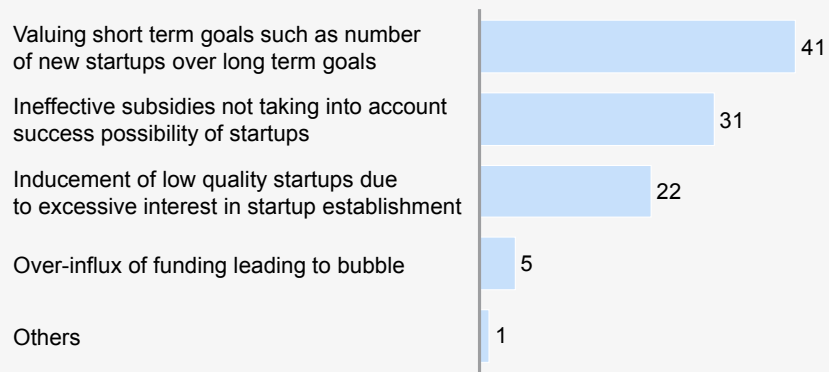 Valuing short term goals such as number
of new startups over long term goals
41
Ineffective subsidies not taking into account
success possibility of startups
31
Inducement of low quality startups due
to excessive interest in startup establishment
22
Over-influx of funding leading to bubble
5
Others
1